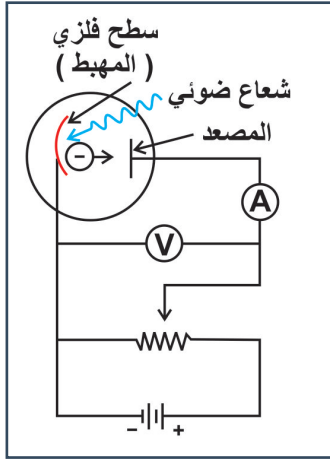 سطح فلزي
( المهبط )
شعاع ضوئي
المصعد
−
A
V
− +